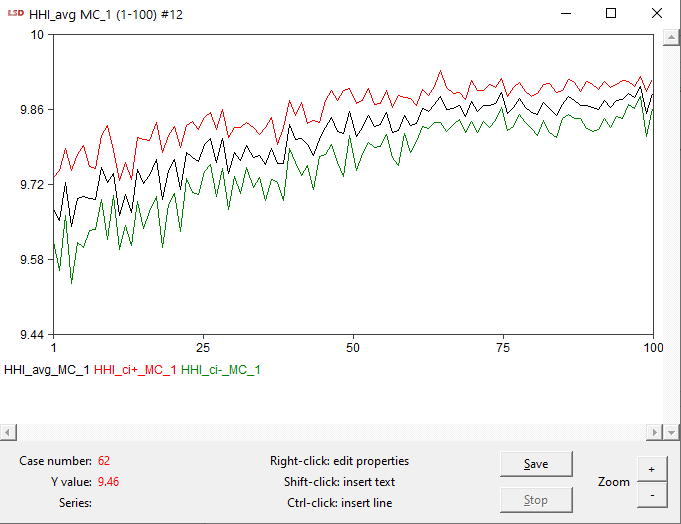 LSD HHI_avg MC_1 (1-100) #12
10
9.86
9.72
9.58
9.44
1 25 50 75 100
HHI_avg_MC_1 HHI_ci+_MC_1 HHI_ci-_MC_1
Case number: 62 Right-click: edit properties Save
Y value: 9.46 Shift-click: insert text Zoom +
Series: Ctrl-click: insert line Stop -